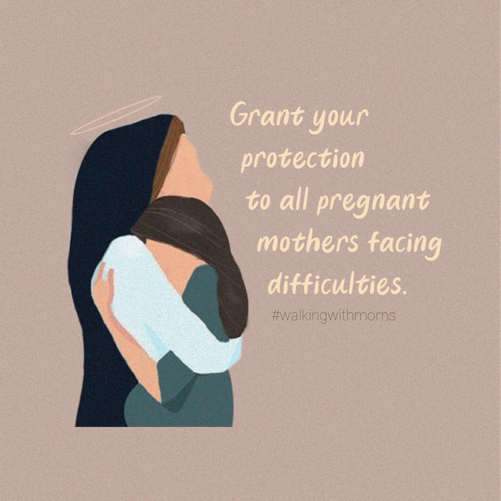 Grant your
protection
to all pregnant
mothers facing
difficulties.
#walkingwithmoms